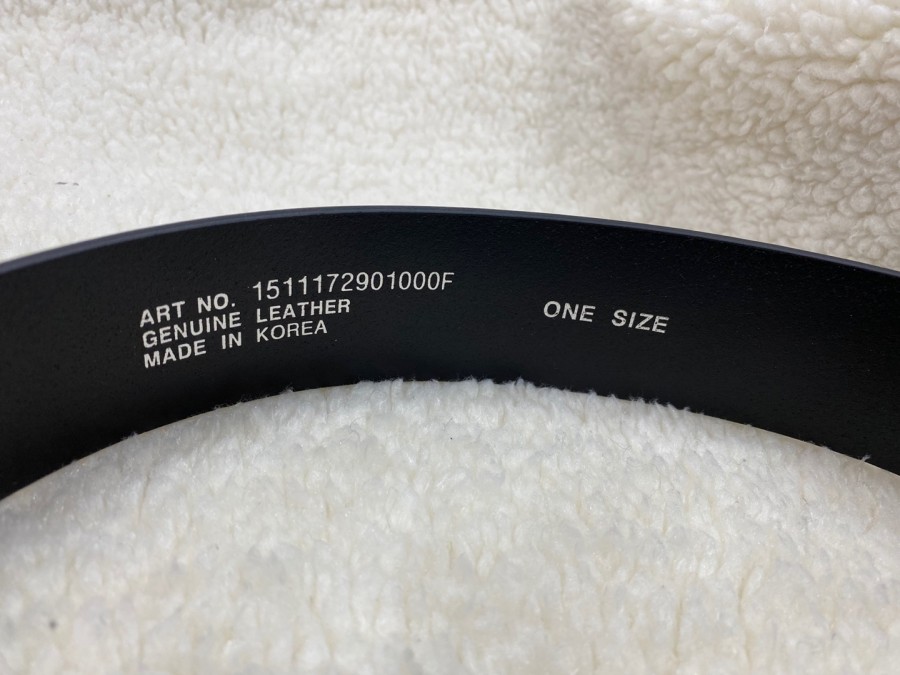 ART NO. 1511172901000F
GENUINE LEATHER
MADE IN KOREA
ONE SIZE